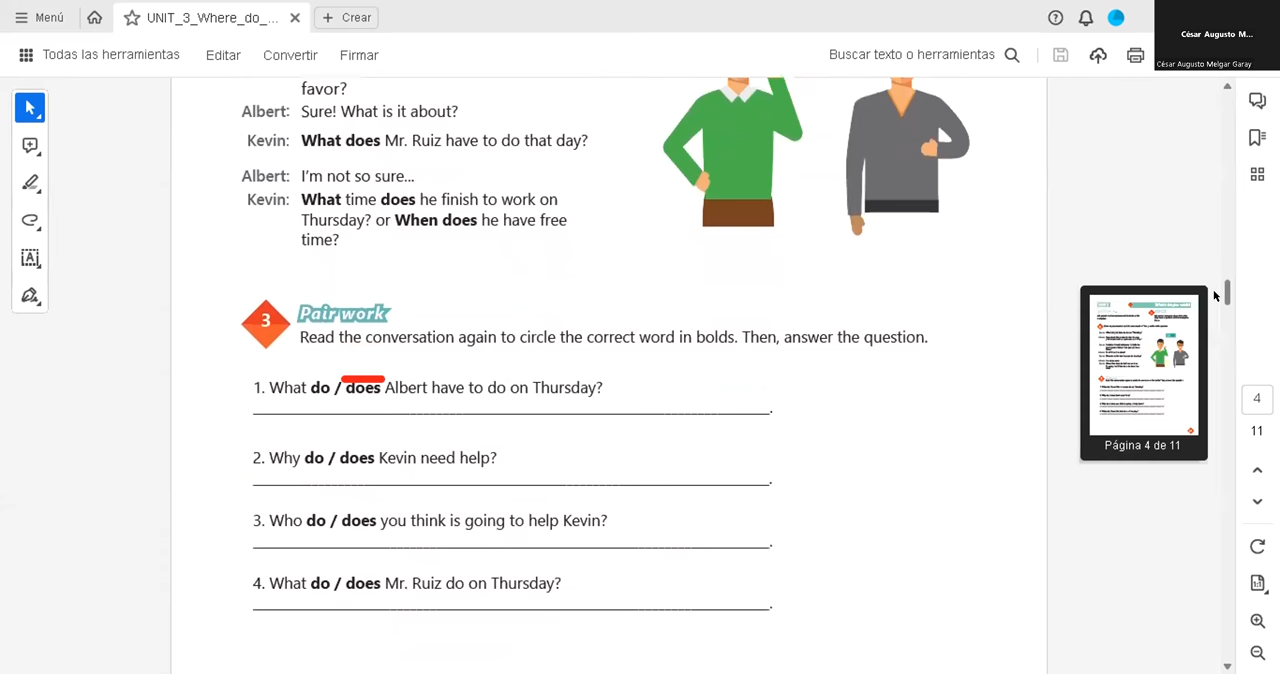 Menú
UNIT_3_Where_do_...
Crear
César Augusto M...
César Augusto Melgar Garay
Todas las herramientas
Editar
Convertir
Firmar
Buscar texto o herramientas
favor?
Albert: Sure! What is it about?
Kevin: What does Mr. Ruiz have to do that day?
Albert: I'm not so sure...
Kevin: What time does he finish to work on
Thursday? or When does he have free
time?
3
Pair work
Read the conversation again to circle the correct word in bolds. Then, answer the question.
1. What do / does Albert have to do on Thursday?
2. Why do / does Kevin need help?
3. Who do / does you think is going to help Kevin?
4. What do / does Mr. Ruiz do on Thursday?
Página 4 de 11
4
11
1:1